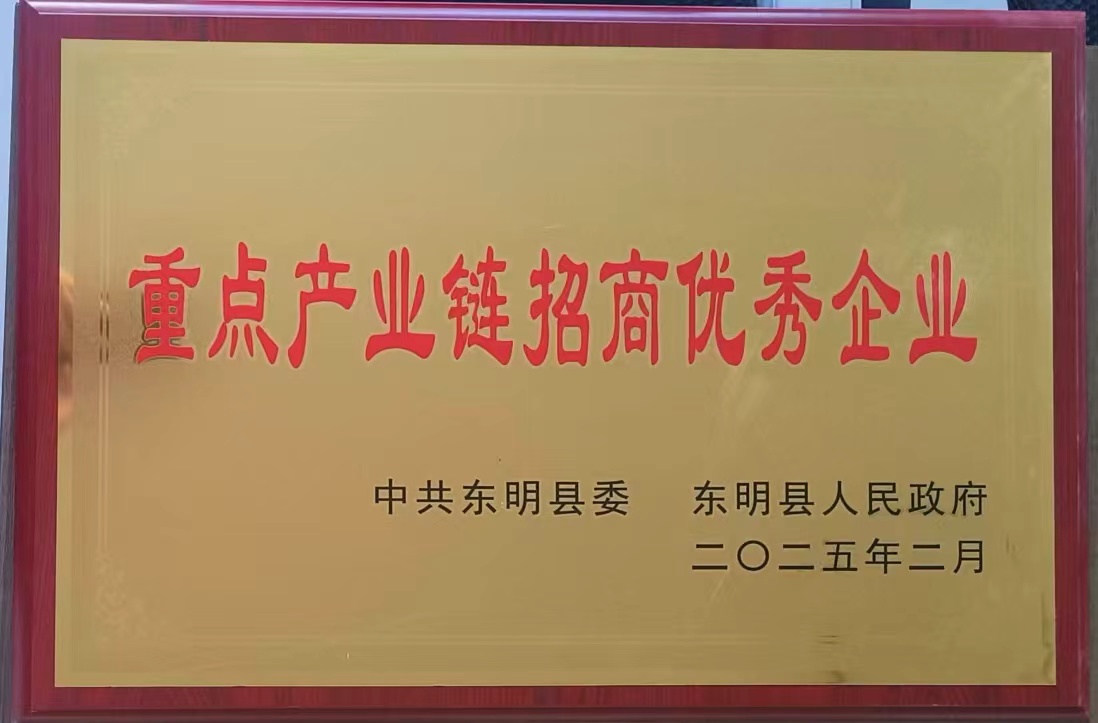 重点产业链招商优秀企业
中共东明县委 东明县人民政府
二〇二五年二月